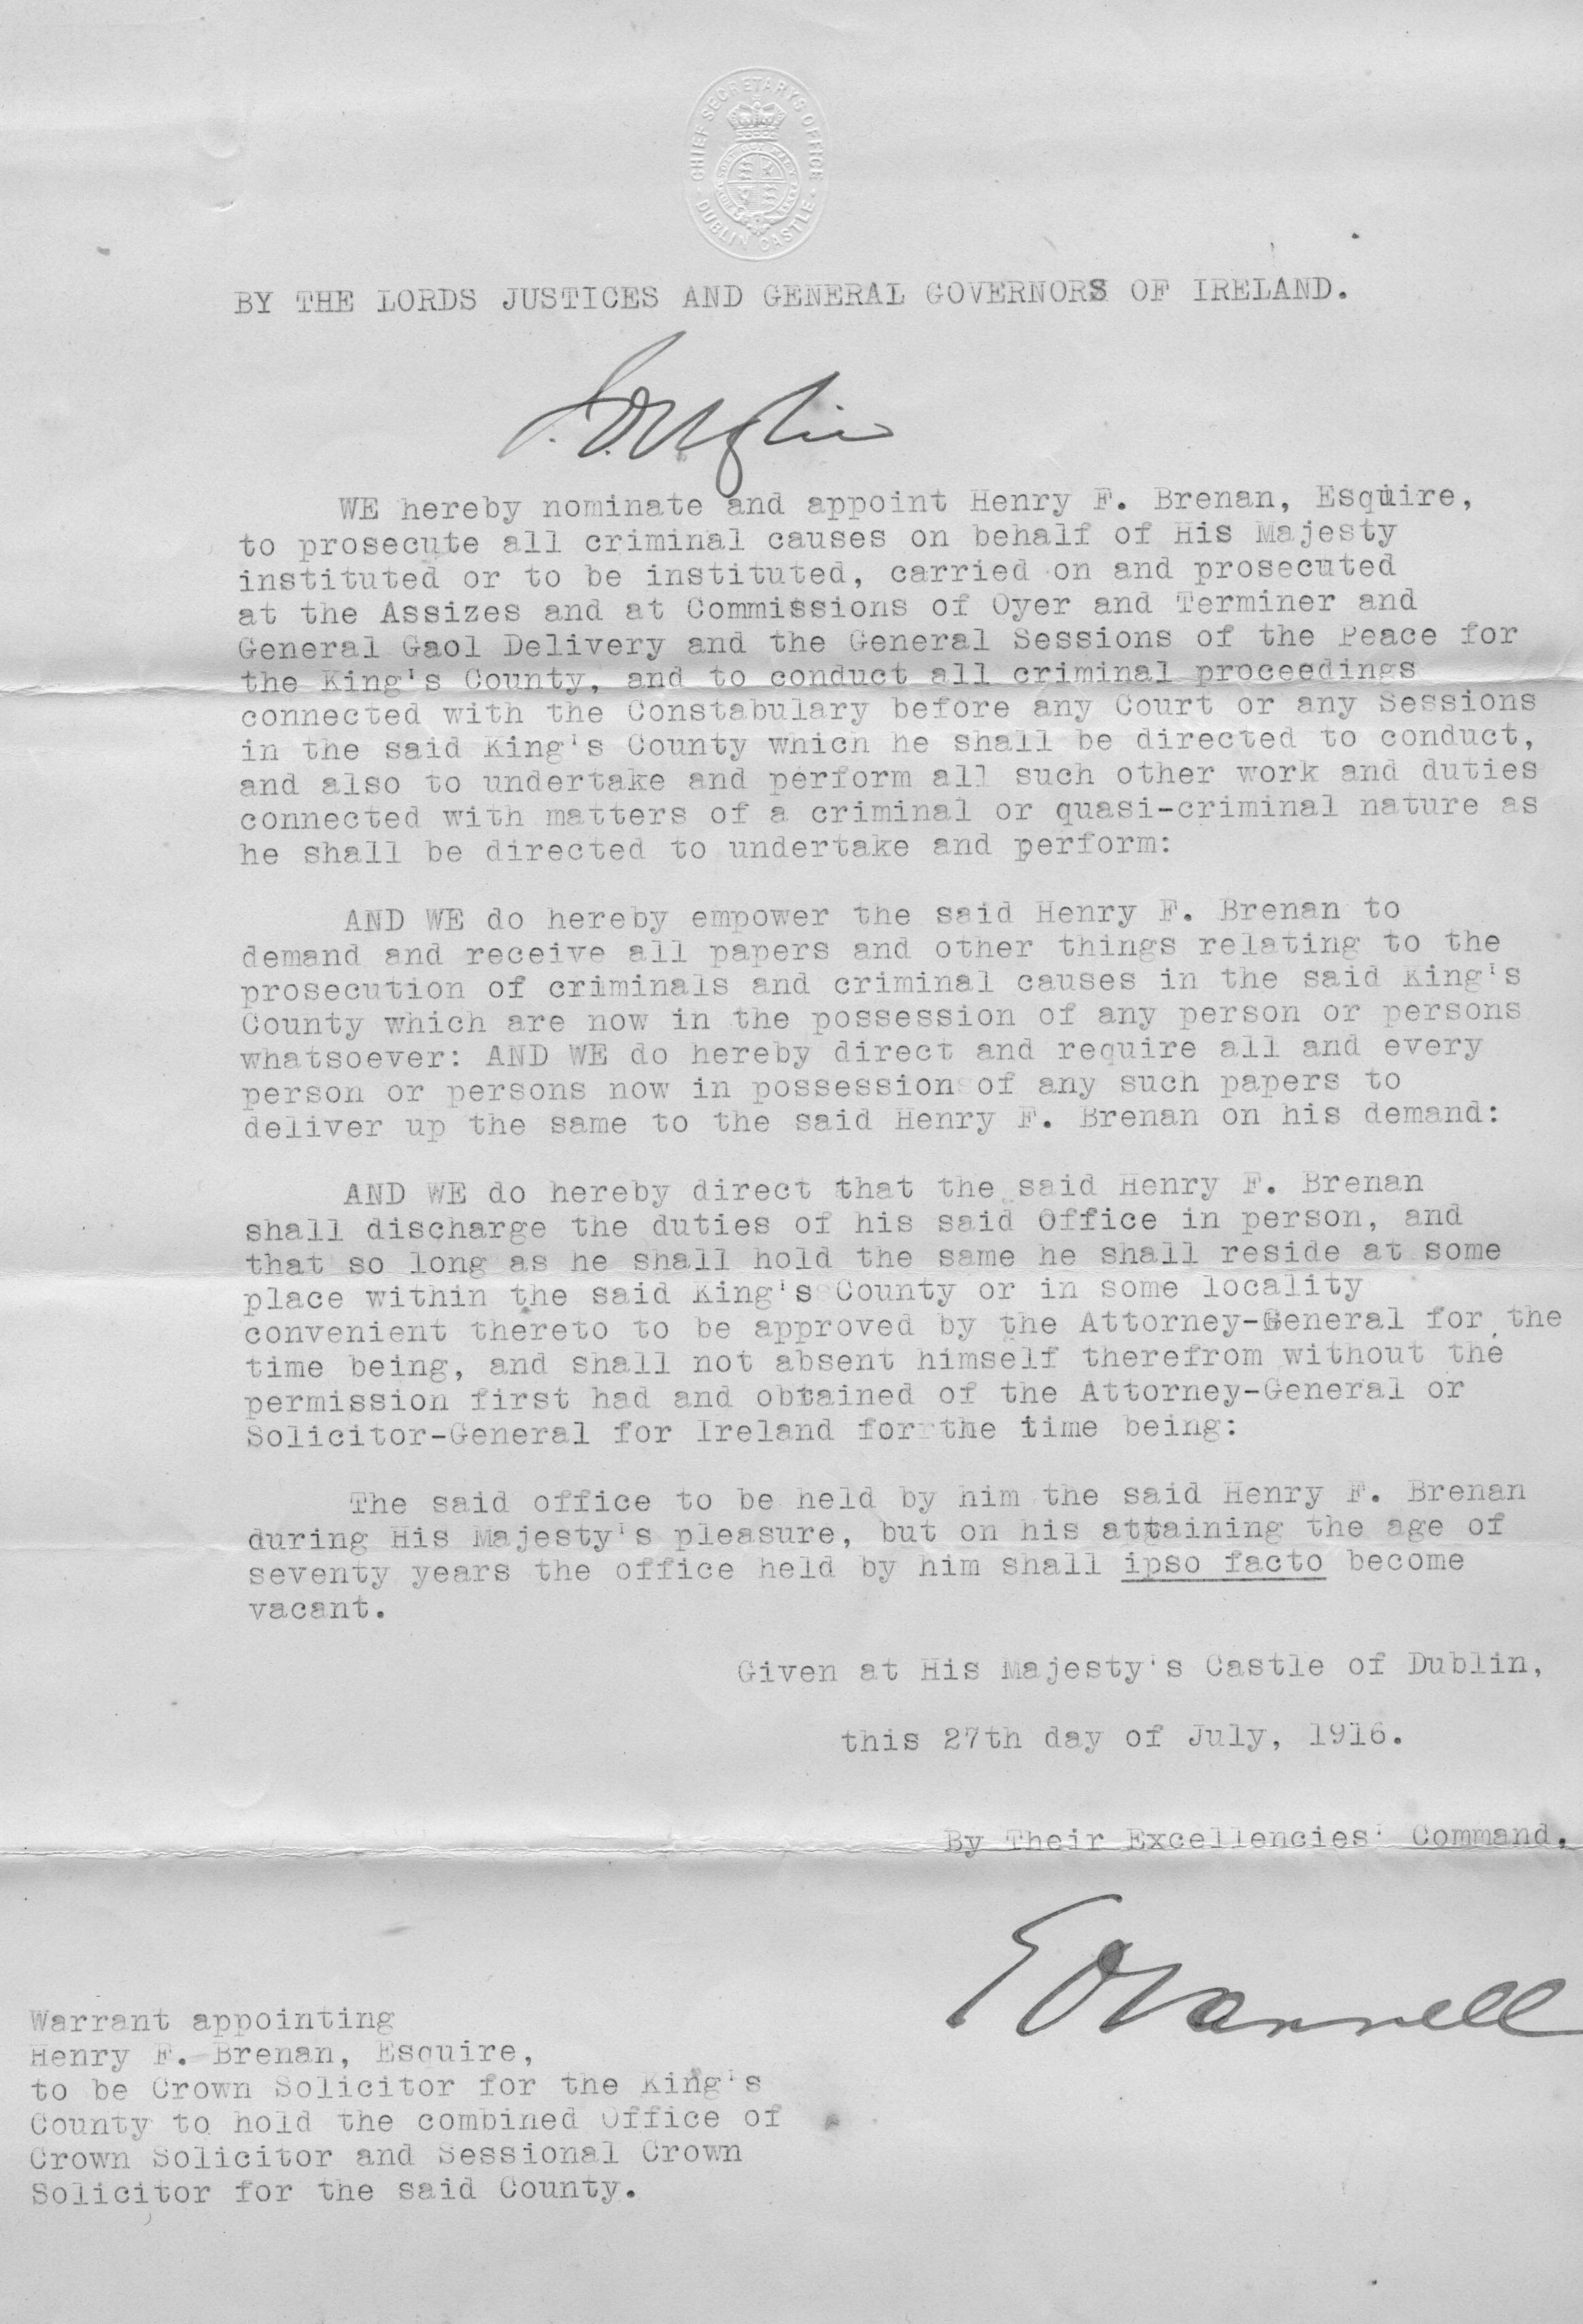 CHIEF SECRETARY'S OFFICE
DUBLIN CASTLE
BY THE LORDS JUSTICES AND GENERAL GOVERNORS OF IRELAND.
WE hereby nominate and appoint Henry F. Brenan, Esquire,
to prosecute all criminal causes on behalf of His Majesty
instituted or to be instituted, carried on and prosecuted
at the Assizes and at Commissions of Oyer and Terminer and
General Gaol Delivery and the General Sessions of the Peace for
the King's County, and to conduct all criminal proceedings
connected with the Constabulary before any Court or any Sessions
in the said King's County which he shall be directed to conduct,
and also to undertake and perform all such other work and duties
connected with matters of a criminal or quasi-criminal nature as
he shall be directed to undertake and perform:
AND WE do hereby empower the said Henry F. Brenan to
demand and receive all papers and other things relating to the
prosecution of criminals and criminal causes in the said King's
County which are now in the possession of any person or persons
whatsoever: AND WE do hereby direct and require all and every
person or persons now in possession of any such papers to
deliver up the same to the said Henry F. Brenan on his demand:
AND WE do hereby direct that the said Henry F. Brenan
shall discharge the duties of his said Office in person, and
that so long as he shall hold the same he shall reside at some
place within the said King's County or in some locality
convenient thereto to be approved by the Attorney-General for the
time being, and shall not absent himself therefrom without the
permission first had and obtained of the Attorney-General or
Solicitor-General for Ireland for the time being:
The said office to be held by him the said Henry F. Brenan
during His Majesty's pleasure, but on his attaining the age of
seventy years the office held by him shall ipso facto become
vacant.
Given at His Majesty's Castle of Dublin,
this 27th day of July, 1916.
By Their Excellencies' Command.
Warrant appointing
Henry F. Brenan, Esquire,
to be Crown Solicitor for the King's
County to hold the combined Office of
Crown Solicitor and Sessional Crown
Solicitor for the said County.